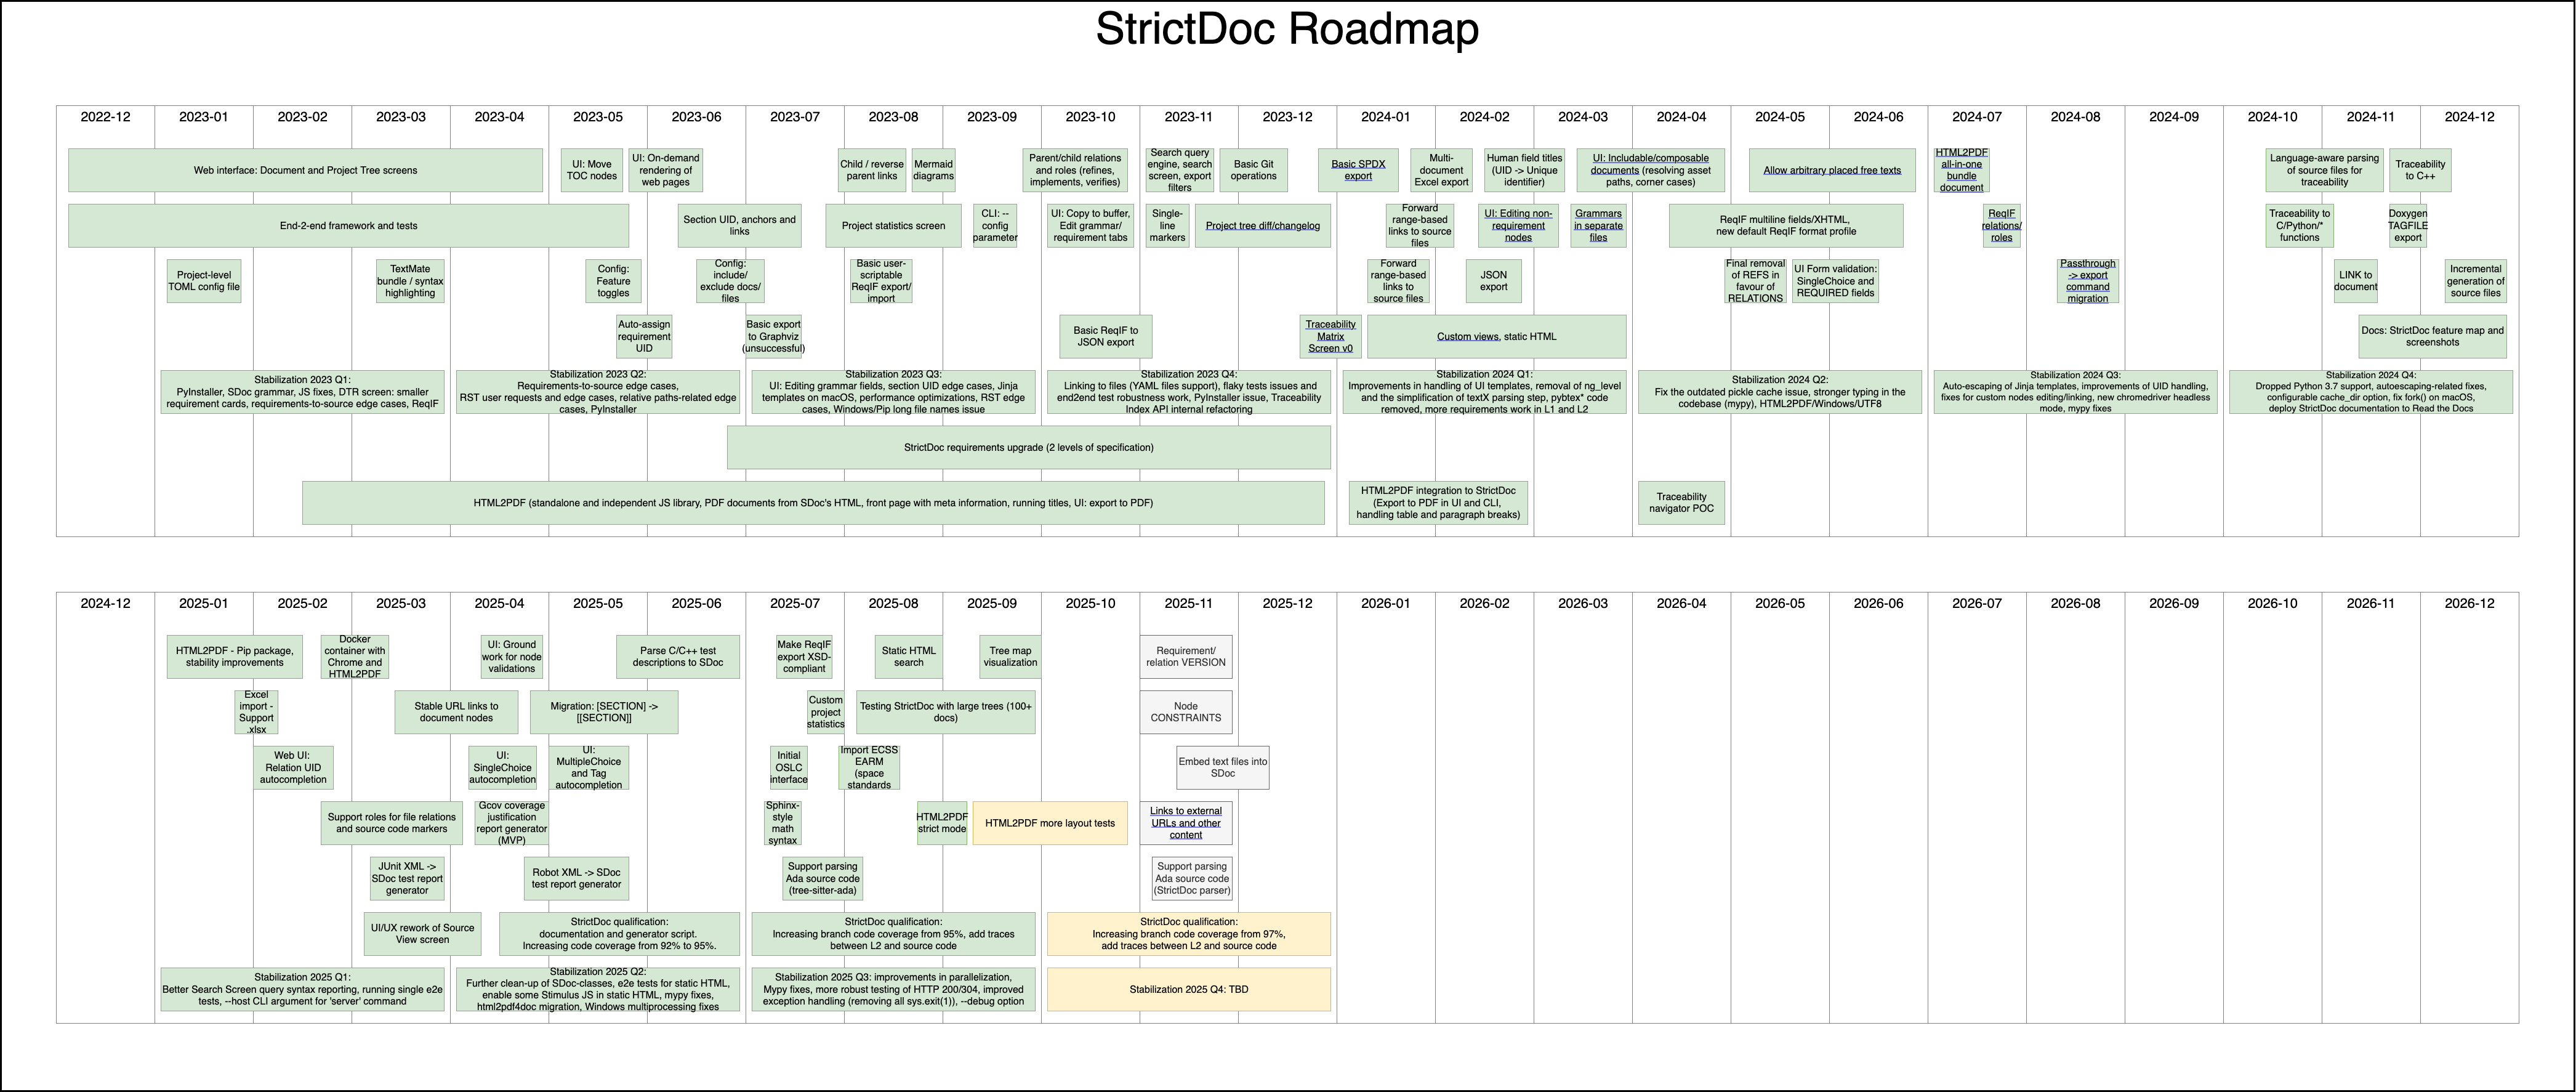 StrictDoc Roadmap
2022-12
2023-01
2023-02
2023-03
2023-04
2023-05
2023-06
2023-07
2023-08
2023-09
2023-10
2023-11
2023-12
2024-01
2024-02
2024-03
2024-04
2024-05
2024-06
2024-07
2024-08
2024-09
2024-10
2024-11
2024-12
Web interface: Document and Project Tree screens
UI: Move
TOC nodes
UI: On-demand
rendering of
web pages
Child / reverse
parent links
Mermaid
diagrams
Parent/child relations
and roles (refines,
implements, verifies)
Search query
engine, search
screen, export
filters
Basic Git
operations
Basic SPDX
export
Multi-
document
Excel export
Human field titles
(UID -> Unique
identifier)
UI: Includable/composable
documents (resolving asset
paths, corner cases)
Allow arbitrary placed free texts
HTML2PDF
all-in-one
bundle
document
Language-aware parsing
of source files for
traceability
Traceability
to C++
End-2-end framework and tests
Section UID, anchors and
links
Project statistics screen
CLI: --
config
parameter
UI: Copy to buffer,
Edit grammar/
requirement tabs
Single-
line
markers
Project tree diff/changelog
Forward
range-based
links to source
files
UI: Editing non-
requirement
nodes
Grammars
in separate
files
ReqIF multiline fields/XHTML,
new default ReqIF format profile
ReqIF
relations/
roles
Traceability to
C/Python/*
functions
Doxygen
TAGFILE
export
Project-level
TOML config file
TextMate
bundle / syntax
highlighting
Config:
Feature
toggles
Config:
include/
exclude docs/
files
Basic user-
scriptable
ReqIF export/
import
Forward
range-based
links to
source files
JSON
export
Final removal
of REFS in
favour of
RELATIONS
UI Form validation:
SingleChoice and
REQUIRED fields
Passthrough
-> export
command
migration
LINK to
document
Incremental
generation of
source files
Auto-assign
requirement
UID
Basic export
to Graphviz
(unsuccessful)
Basic ReqIF to
JSON export
Traceability
Matrix
Screen v0
Custom views, static HTML
Docs: StrictDoc feature map and
screenshots
Stabilization 2023 Q1:
PyInstaller, SDoc grammar, JS fixes, DTR screen: smaller
requirement cards, requirements-to-source edge cases, ReqIF
Stabilization 2023 Q2:
Requirements-to-source edge cases,
RST user requests and edge cases, relative paths-related edge
cases, PyInstaller
Stabilization 2023 Q3:
UI: Editing grammar fields, section UID edge cases, Jinja
templates on macOS, performance optimizations, RST edge
cases, Windows/Pip long file names issue
Stabilization 2023 Q4:
Linking to files (YAML files support), flaky tests issues and
end2end test robustness work, PyInstaller issue, Traceability
Index API internal refactoring
Stabilization 2024 Q1:
Improvements in handling of UI templates, removal of ng_level
and the simplification of textX parsing step, pybtex* code
removed, more requirements work in L1 and L2
Stabilization 2024 Q2:
Fix the outdated pickle cache issue, stronger typing in the
codebase (mypy), HTML2PDF/Windows/UTF8
Stabilization 2024 Q3:
Auto-escaping of Jinja templates, improvements of UID handling,
fixes for custom nodes editing/linking, new chromedriver headless
mode, mypy fixes
Stabilization 2024 Q4:
Dropped Python 3.7 support, autoescaping-related fixes,
configurable cache_dir option, fix fork() on macOS,
deploy StrictDoc documentation to Read the Docs
StrictDoc requirements upgrade (2 levels of specification)
HTML2PDF (standalone and independent JS library, PDF documents from SDoc's HTML, front page with meta information, running titles, UI: export to PDF)
HTML2PDF integration to StrictDoc
(Export to PDF in UI and CLI,
handling table and paragraph breaks)
Traceability
navigator POC
2024-12
2025-01
2025-02
2025-03
2025-04
2025-05
2025-06
2025-07
2025-08
2025-09
2025-10
2025-11
2025-12
2026-01
2026-02
2026-03
2026-04
2026-05
2026-06
2026-07
2026-08
2026-09
2026-10
2026-11
2026-12
HTML2PDF - Pip package,
stability improvements
Docker
container with
Chrome and
HTML2PDF
UI: Ground
work for node
validations
Parse C/C++ test
descriptions to SDoc
Make ReqIF
export XSD-
compliant
Static HTML
search
Tree map
visualization
Requirement/
relation VERSION
Excel
import -
Support
.xlsx
Stable URL links to
document nodes
Migration: [SECTION] ->
[[SECTION]]
Custom
project
statistics
Testing StrictDoc with large trees (100+
docs)
Node
CONSTRAINTS
Web UI:
Relation UID
autocompletion
UI:
SingleChoice
autocompletion
UI:
MultipleChoice
and Tag
autocompletion
Initial
OSLC
interface
Import ECSS
EARM
(space
standards
Embed text files into
SDoc
Support roles for file relations
and source code markers
Gcov coverage
justification
report generator
(MVP)
Sphinx-
style
math
syntax
HTML2PDF
strict mode
HTML2PDF more layout tests
Links to external
URLs and other
content
JUnit XML ->
SDoc test report
generator
Robot XML -> SDoc
test report generator
Support parsing
Ada source code
(tree-sitter-ada)
Support parsing
Ada source code
(StrictDoc parser)
UI/UX rework of Source
View screen
StrictDoc qualification:
documentation and generator script.
Increasing code coverage from 92% to 95%.
StrictDoc qualification:
Increasing branch code coverage from 95%, add traces
between L2 and source code
StrictDoc qualification:
Increasing branch code coverage from 97%,
add traces between L2 and source code
Stabilization 2025 Q1:
Better Search Screen query syntax reporting, running single e2e
tests, --host CLI argument for 'server' command
Stabilization 2025 Q2:
Further clean-up of SDoc-classes, e2e tests for static HTML,
enable some Stimulus JS in static HTML, mypy fixes,
html2pdf4doc migration, Windows multiprocessing fixes
Stabilization 2025 Q3: improvements in parallelization,
Mypy fixes, more robust testing of HTTP 200/304, improved
exception handling (removing all sys.exit(1)), --debug option
Stabilization 2025 Q4: TBD